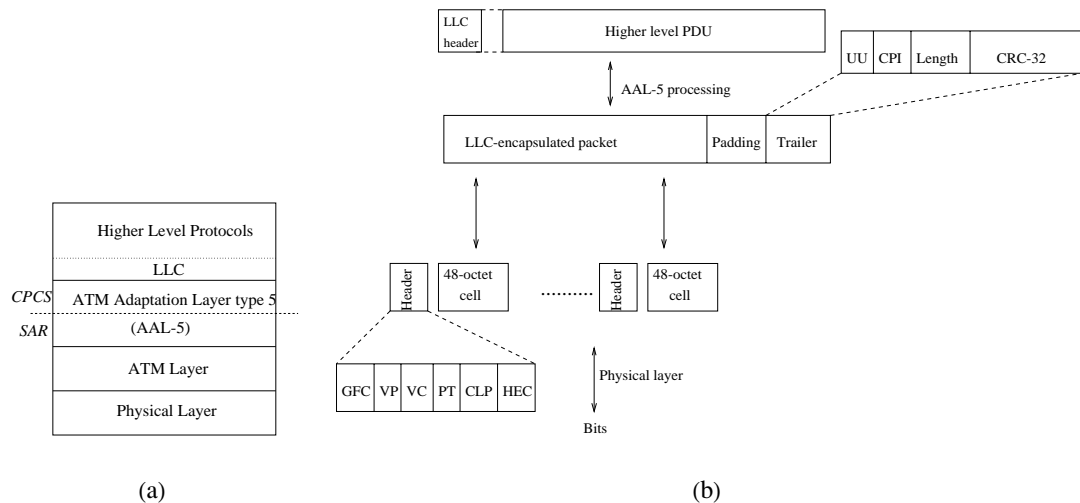 LLC
header
Higher level PDU
UU CPI Length CRC-32
AAL-5 processing
LLC-encapsulated packet Padding Trailer
Higher Level Protocols
LLC
CPCS
ATM Adaptation Layer type 5
SAR
(AAL-5)
ATM Layer
Physical Layer
Header
48-octet
cell
Header
48-octet
cell
GFC VP VC PT CLP HEC
Physical layer
Bits
(a)
(b)